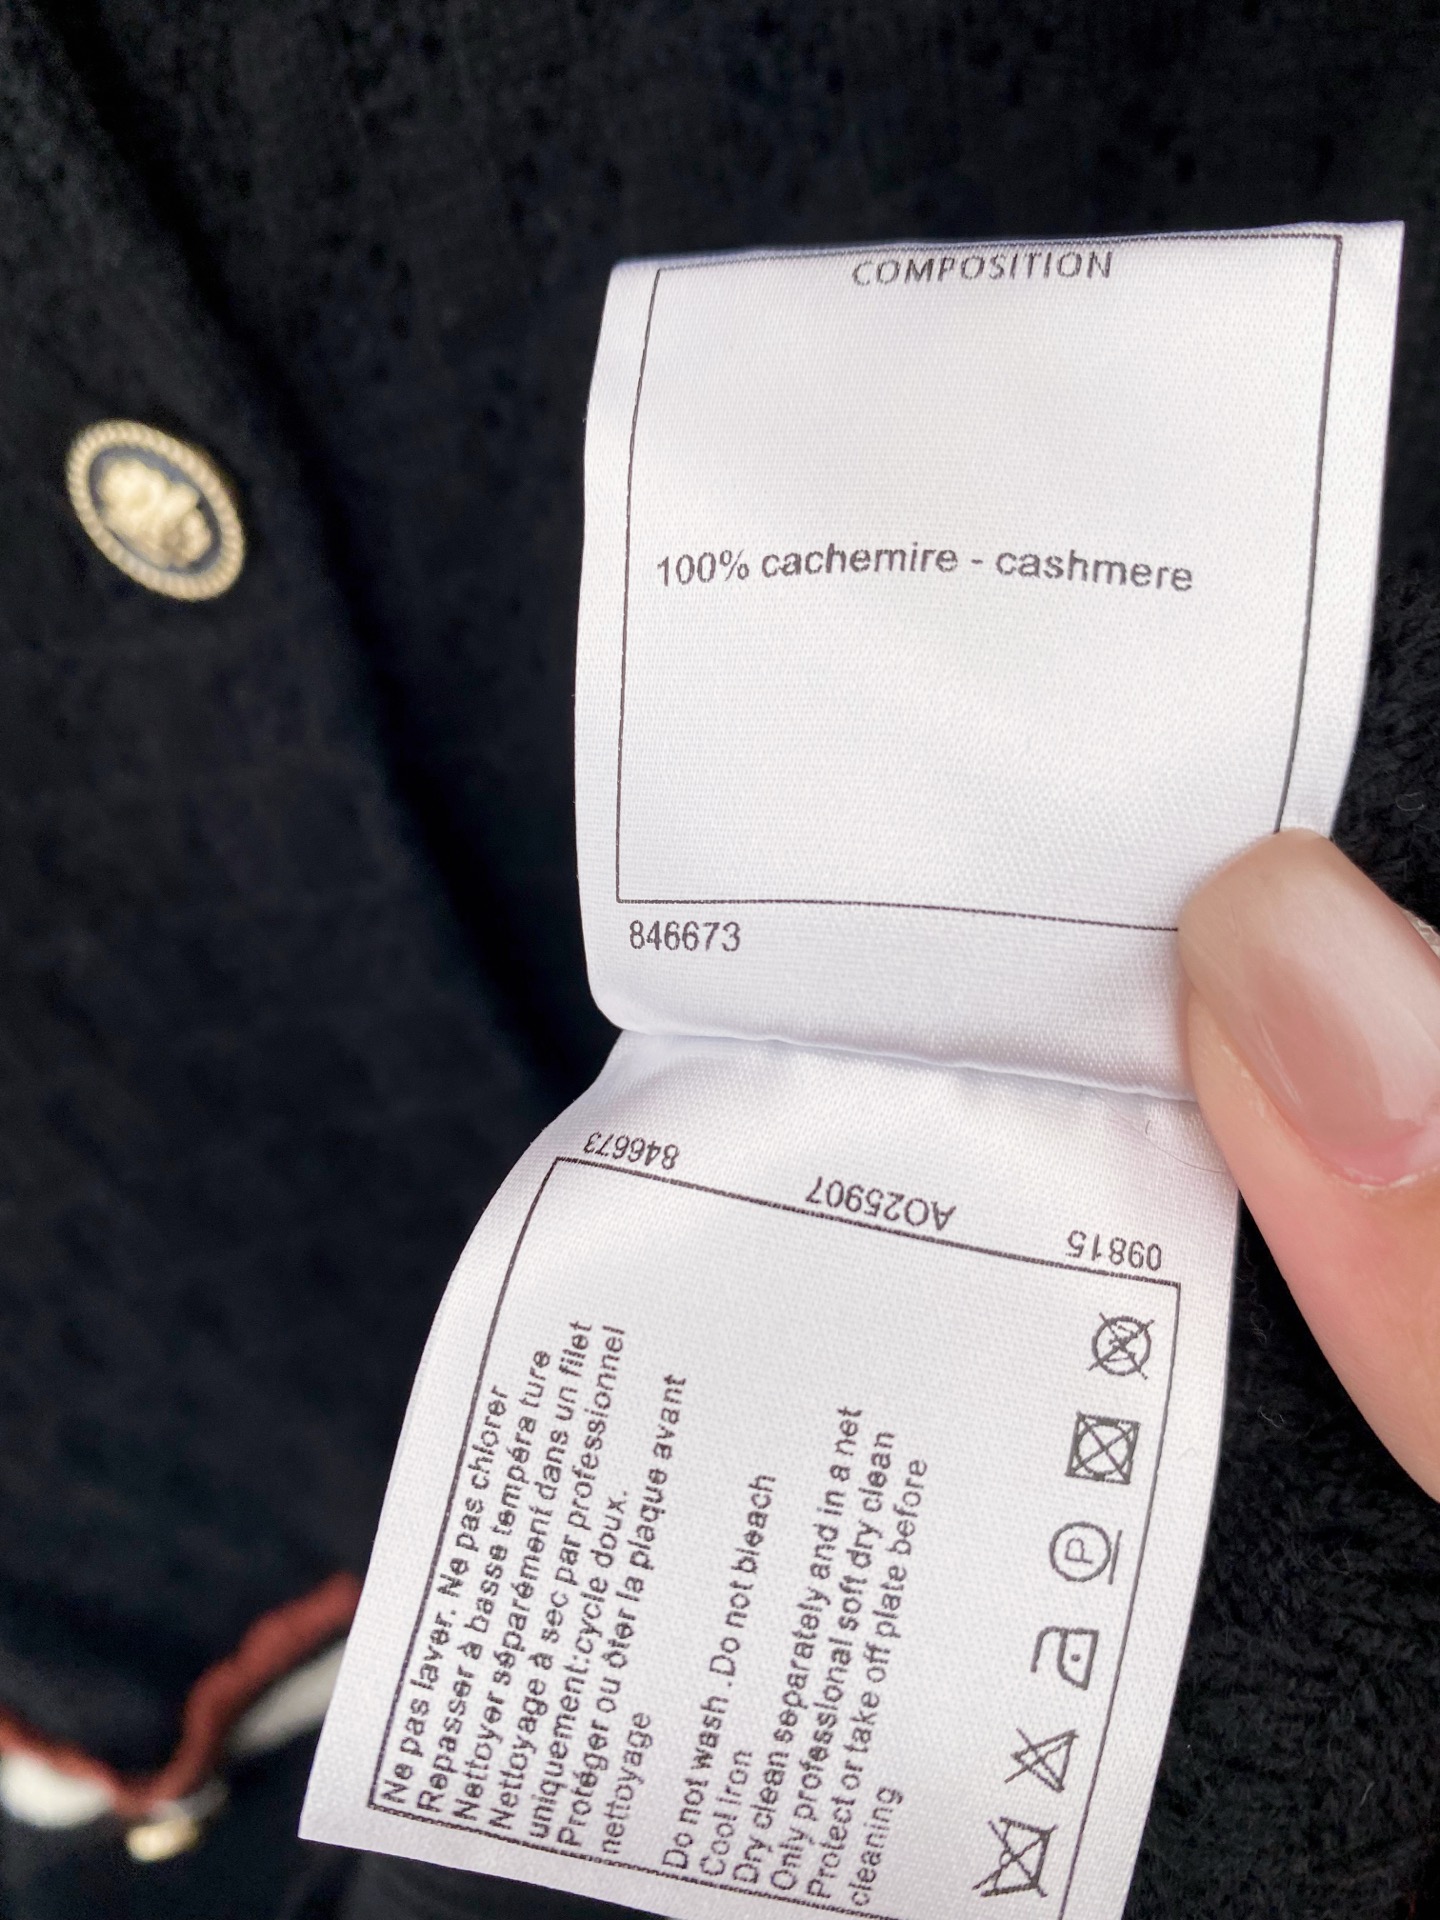 COMPOSITION
100% cachemire - cashmere
846673
846673
AO25907
09815
Ne pas laver. Ne pas chlorer
Repasser à basse tempéra ture
Nettoyer séparément dans un filet
Nettoyage à sec par professionnel
uniquement:cycle doux.
Protéger ou ôter la plaque avant
nettoyage
Do not wash .Do not bleach
Cool Iron
Dry clean separately and in a net
Only professional soft dry clean
Protect or take off plate before
cleaning
P